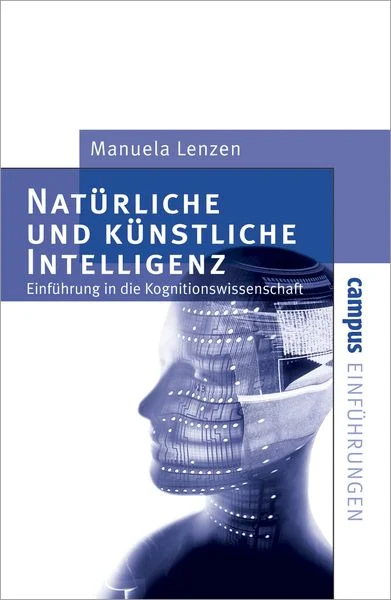 Manuela Lenzen
NATÜRLICHE
UND KÜNSTLICHE
INTELLIGENZ
Einführung in die Kognitionswissenschaft
campus EINFÜHRUNGEN